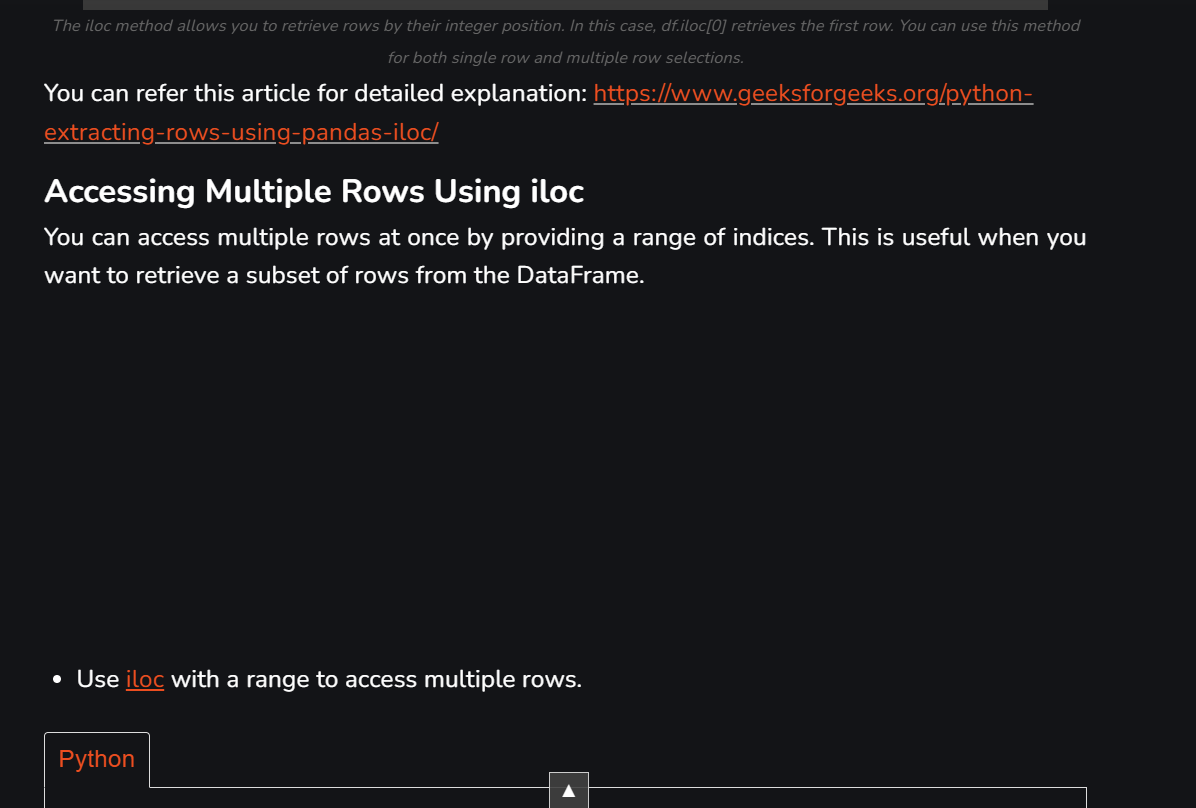 The iloc method allows you to retrieve rows by their integer position. In this case, df.iloc[0] retrieves the first row. You can use this method
for both single row and multiple row selections.
You can refer this article for detailed explanation: https://www.geeksforgeeks.org/python-
extracting-rows-using-pandas-iloc/
Accessing Multiple Rows Using iloc
You can access multiple rows at once by providing a range of indices. This is useful when you
want to retrieve a subset of rows from the DataFrame.
• Use iloc with a range to access multiple rows.
Python
▲